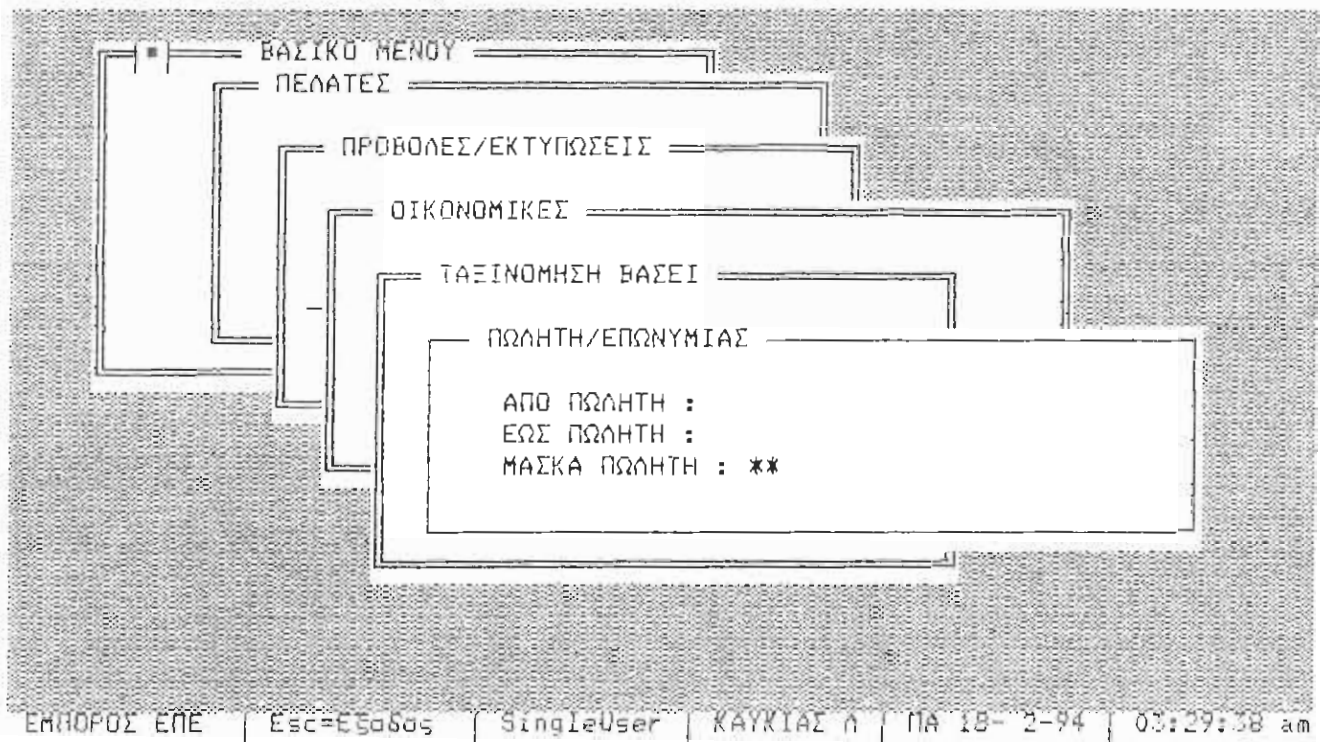 ΒΑΣΙΚΟ ΜΕΝΟΥ
ΠΕΛΑΤΕΣ
ΠΡΟΒΟΛΕΣ/ΕΚΤΥΠΩΣΕΙΣ
ΟΙΚΟΝΟΜΙΚΕΣ
ΤΑΞΙΝΟΜΗΣΗ ΒΑΣΕΙ
ΠΩΛΗΤΗ/ΕΠΩΝΥΜΙΑΣ
ΑΠΟ ΠΩΛΗΤΗ :
ΕΩΣ ΠΩΛΗΤΗ :
ΜΑΣΚΑ ΠΩΛΗΤΗ : **
ΕΜΠΟΡΟΣ ΕΠΕ | Esc=Εξοδος | SingleUser | ΚΑΥΚΙΑΣ Λ | ΠΑ 18- 2-94 | 03:29:38 am